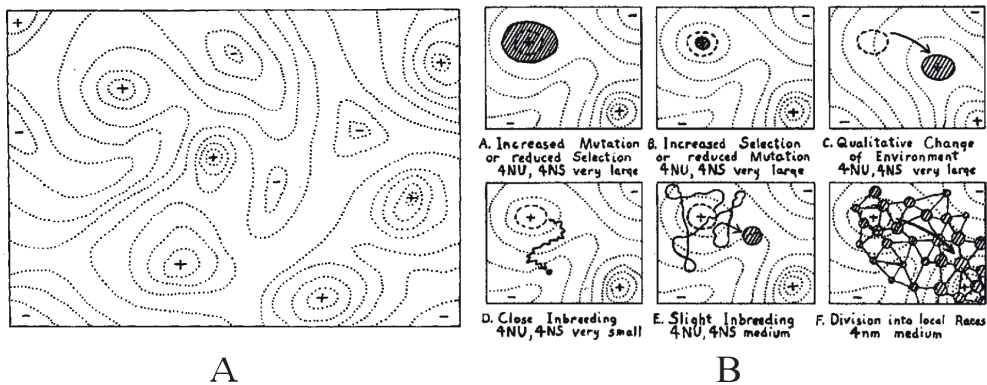 A. Increased Mutation
or reduced Selection
4NU, 4NS very large
B. Increased Selection
or reduced Mutation
4NU, 4NS very large
C. Qualitative Change
of Environment
4NU, 4NS very large
D. Close Inbreeding
4NU, 4NS very small
E. Slight Inbreeding
4NU, 4NS medium
F. Division into local Races
4nm medium
A
B